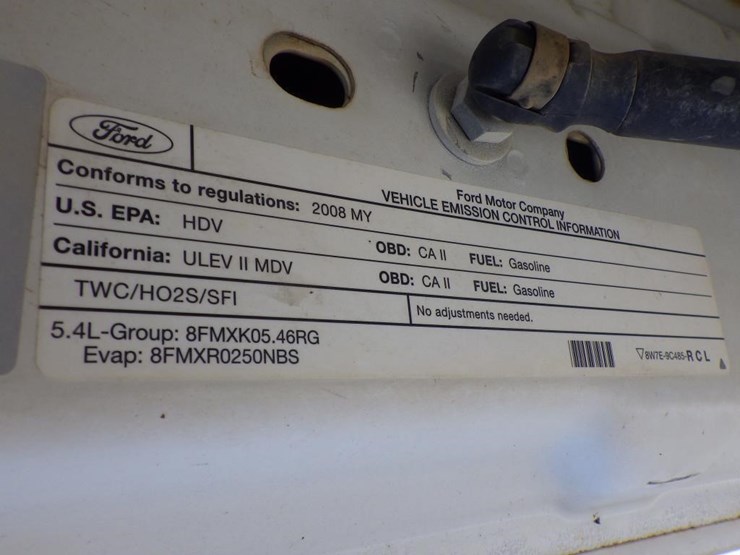 Ford
Ford Motor Company
VEHICLE EMISSION CONTROL INFORMATION
Conforms to regulations: 2008 MY
U.S. EPA: HDV OBD: CA II FUEL: Gasoline
California: ULEV II MDV OBD: CA II FUEL: Gasoline
TWC/HO2S/SFI No adjustments needed.
5.4L-Group: 8FMXK05.46RG
Evap: 8FMXR0250NBS
8W7E-9C485-RCL